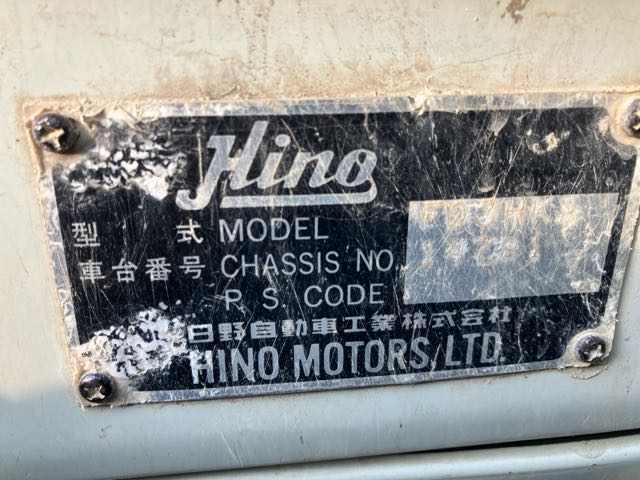 Hino
型式 MODEL
車台番号 CHASSIS NO.
P. S. CODE
日野自動車工業株式会社
HINO MOTORS, LTD.